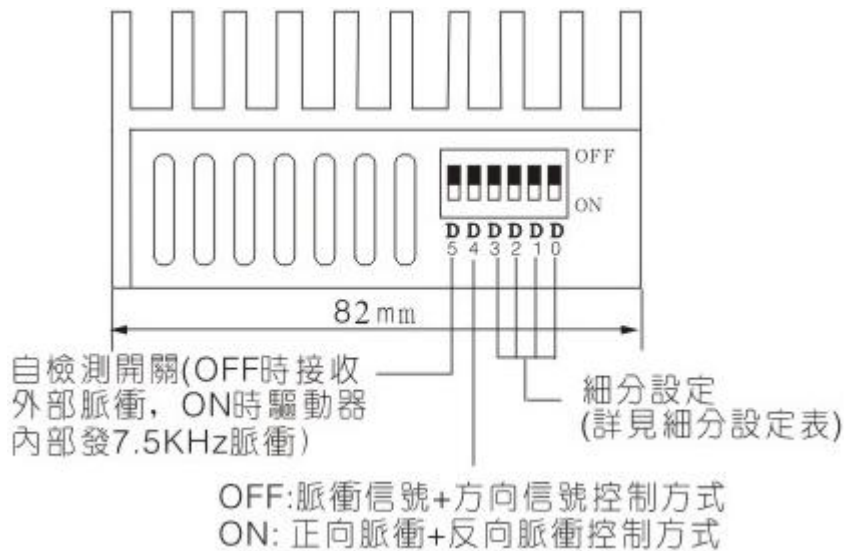 OFF
ON
D D D D D D
5 4 3 2 1 0
82mm
自檢測開關(OFF時接收
外部脈衝，ON時驅動器
內部發7.5KHz脈衝)
細分設定
(詳見細分設定表)
OFF:脈衝信號+方向信號控制方式
ON: 正向脈衝+反向脈衝控制方式